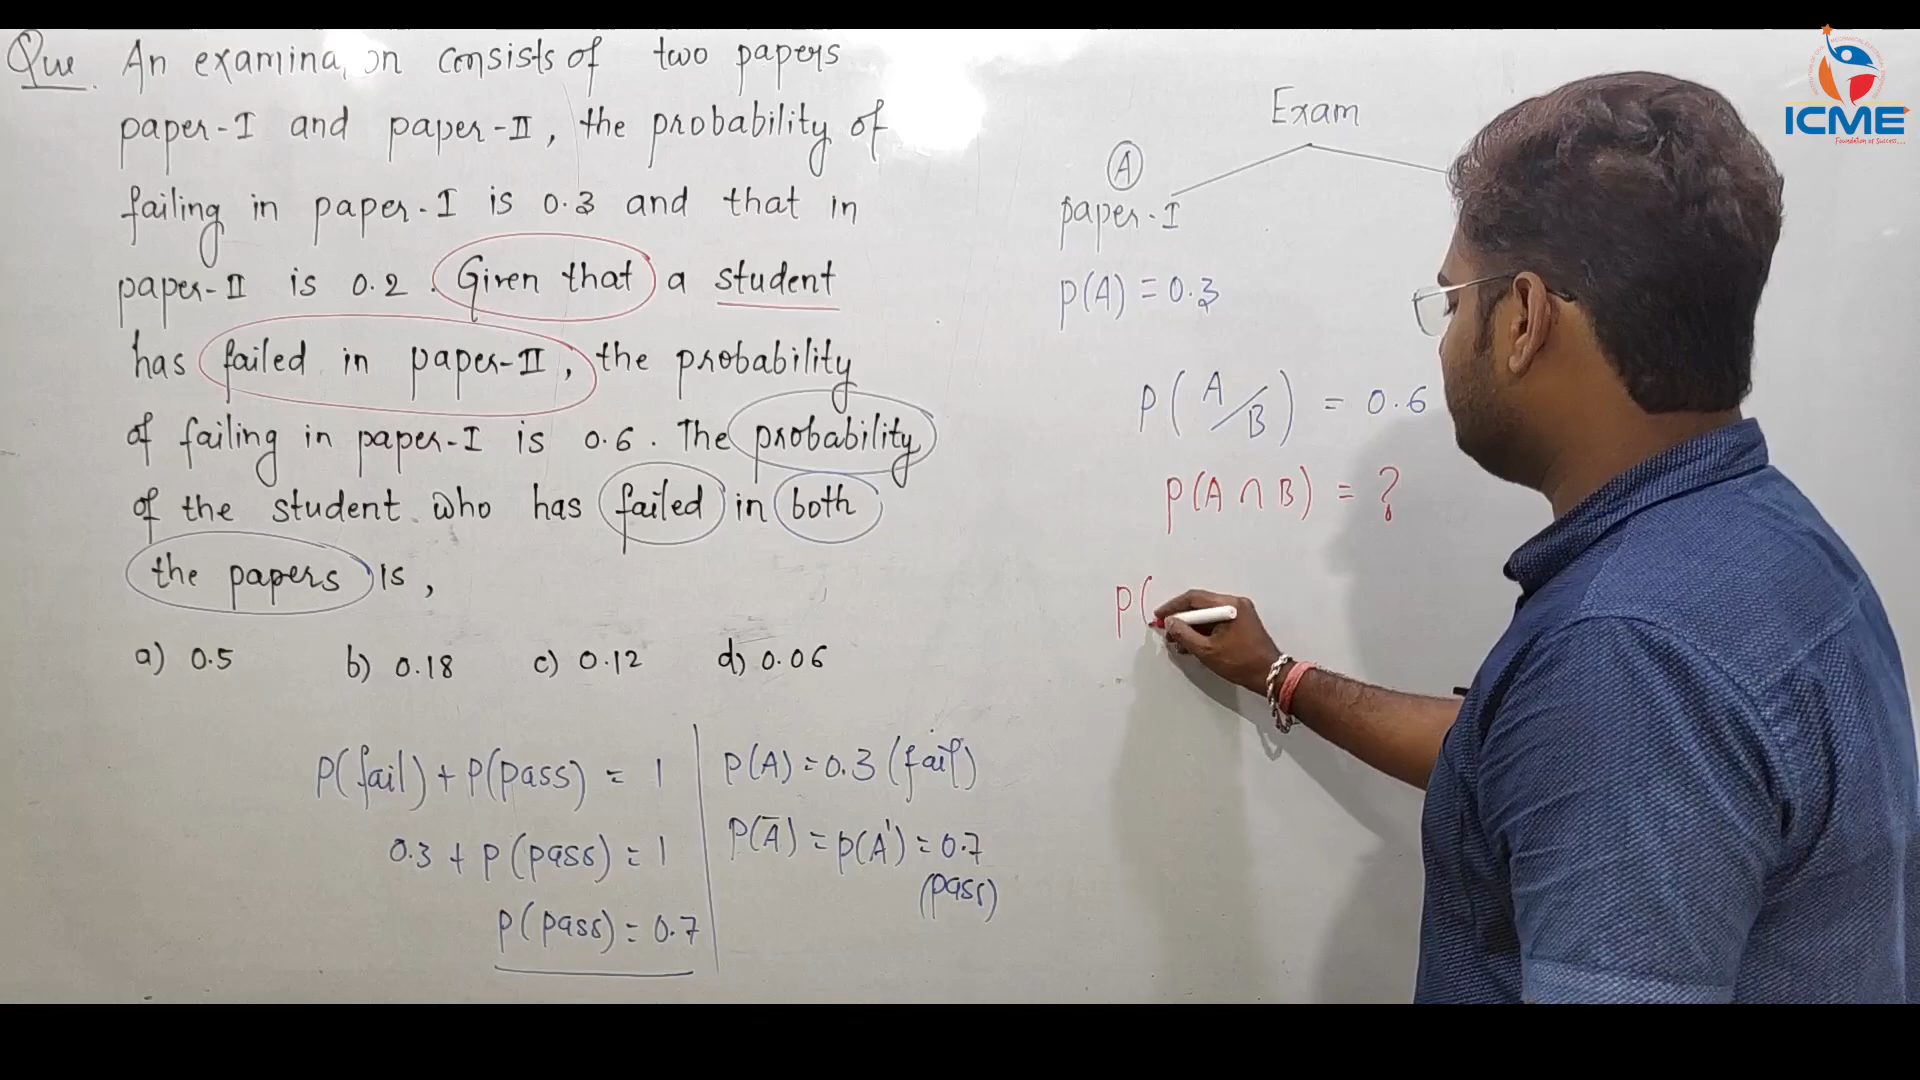 Que. An examina on consists of two papers
paper-I and paper-II, the probability of
failing in paper-I is 0.3 and that in
paper-II is 0.2. Given that a student
has failed in paper-II, the probability
of failing in paper-I is 0.6. The probability
of the student who has failed in both
the papers is,
a) 0.5 b) 0.18 c) 0.12 d) 0.06
P(fail) + P(pass) = 1
0.3 + P(pass) = 1
P(pass) = 0.7
P(A) = 0.3 (fail)
P(A̅) = P(A') = 0.7
(pass)
Exam
A
paper-I
P(A) = 0.3
P(A/B) = 0.6
P(A ∩ B) = ?
P(
ICME
Foundation of Success...